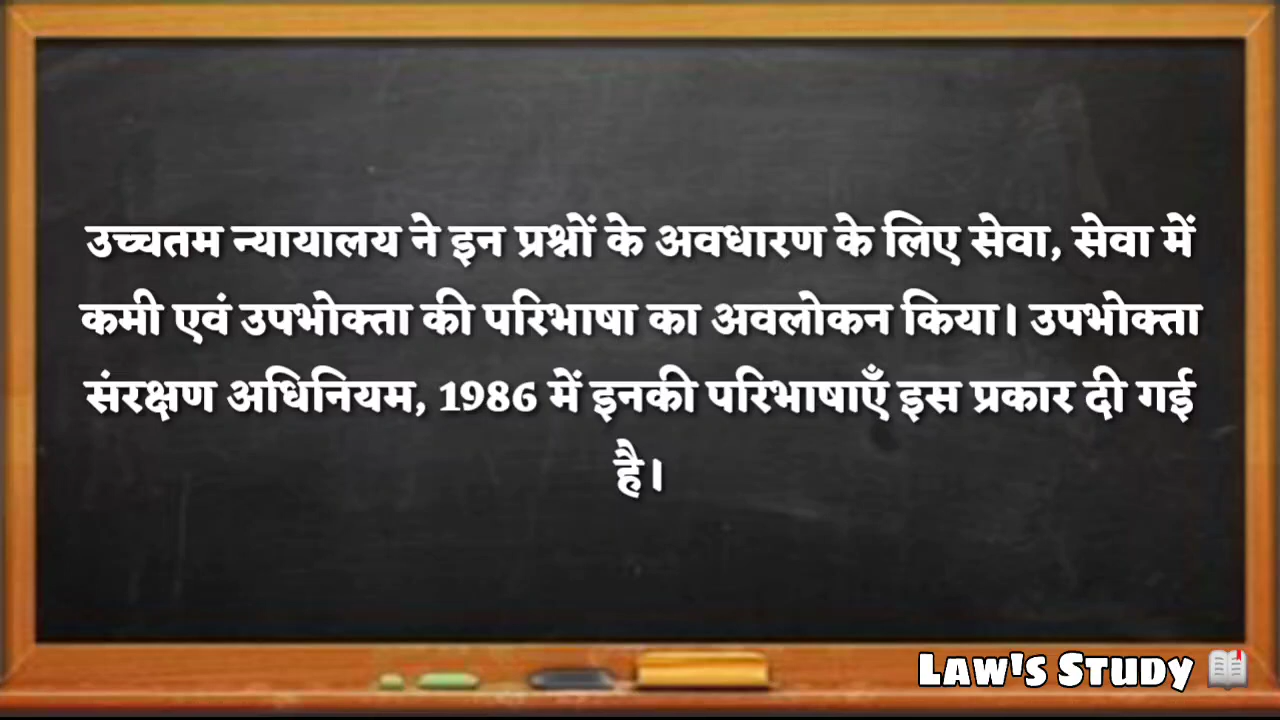 उच्चतम न्यायालय ने इन प्रश्नों के अवधारण के लिए सेवा, सेवा में
कमी एवं उपभोक्ता की परिभाषा का अवलोकन किया। उपभोक्ता
संरक्षण अधिनियम, 1986 में इनकी परिभाषाएँ इस प्रकार दी गई
है।
Law's Study